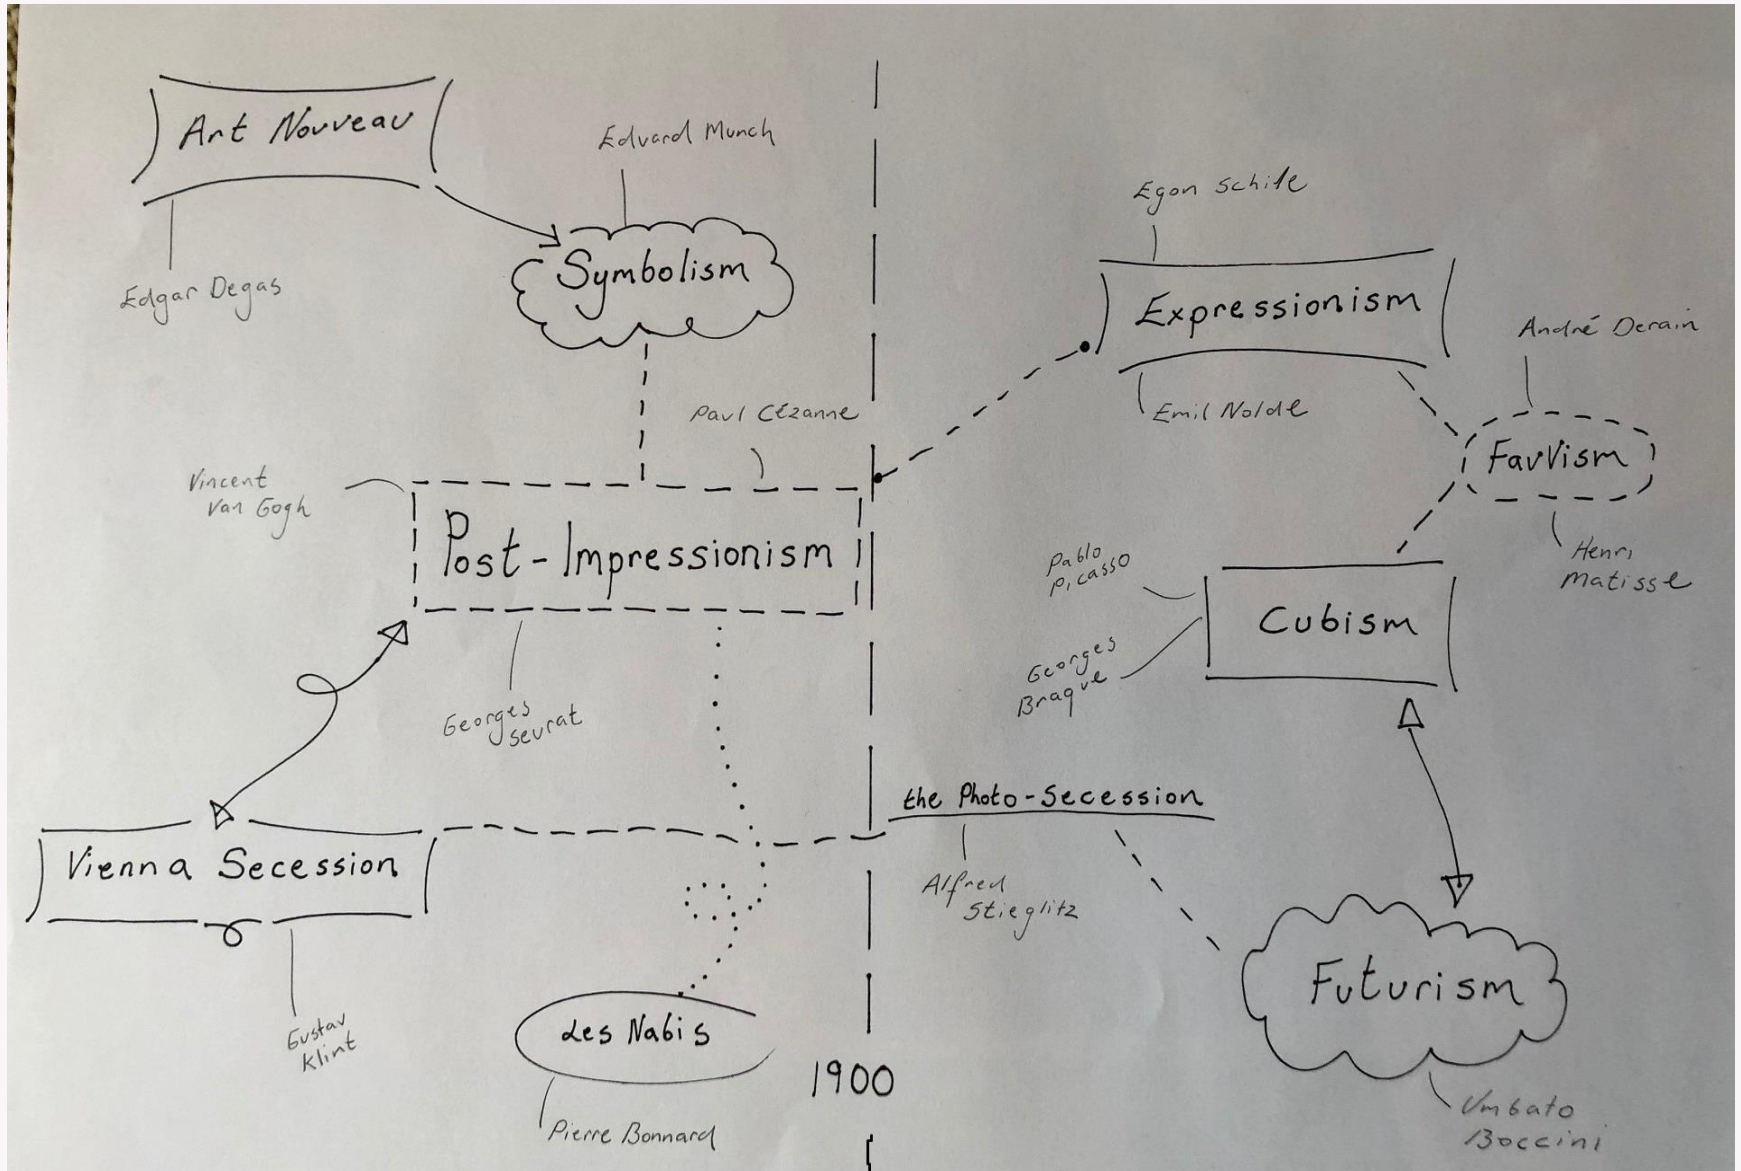 Art Nouveau
Edvard Munch
Edgar Degas
Symbolism
Egon Schile
Expressionism
André Derain
Emil Nolde
Fauvism
Paul Cézanne
Vincent
Van Gogh
Post-Impressionism
Henri
Matisse
Pablo
Picasso
Cubism
Georges
Braque
Georges
Seurat
the Photo-Secession
Vienna Secession
Alfred
Stieglitz
Futurism
Gustav
Klint
Les Nabis
1900
Umbato
Boccini
Pierre Bonnard